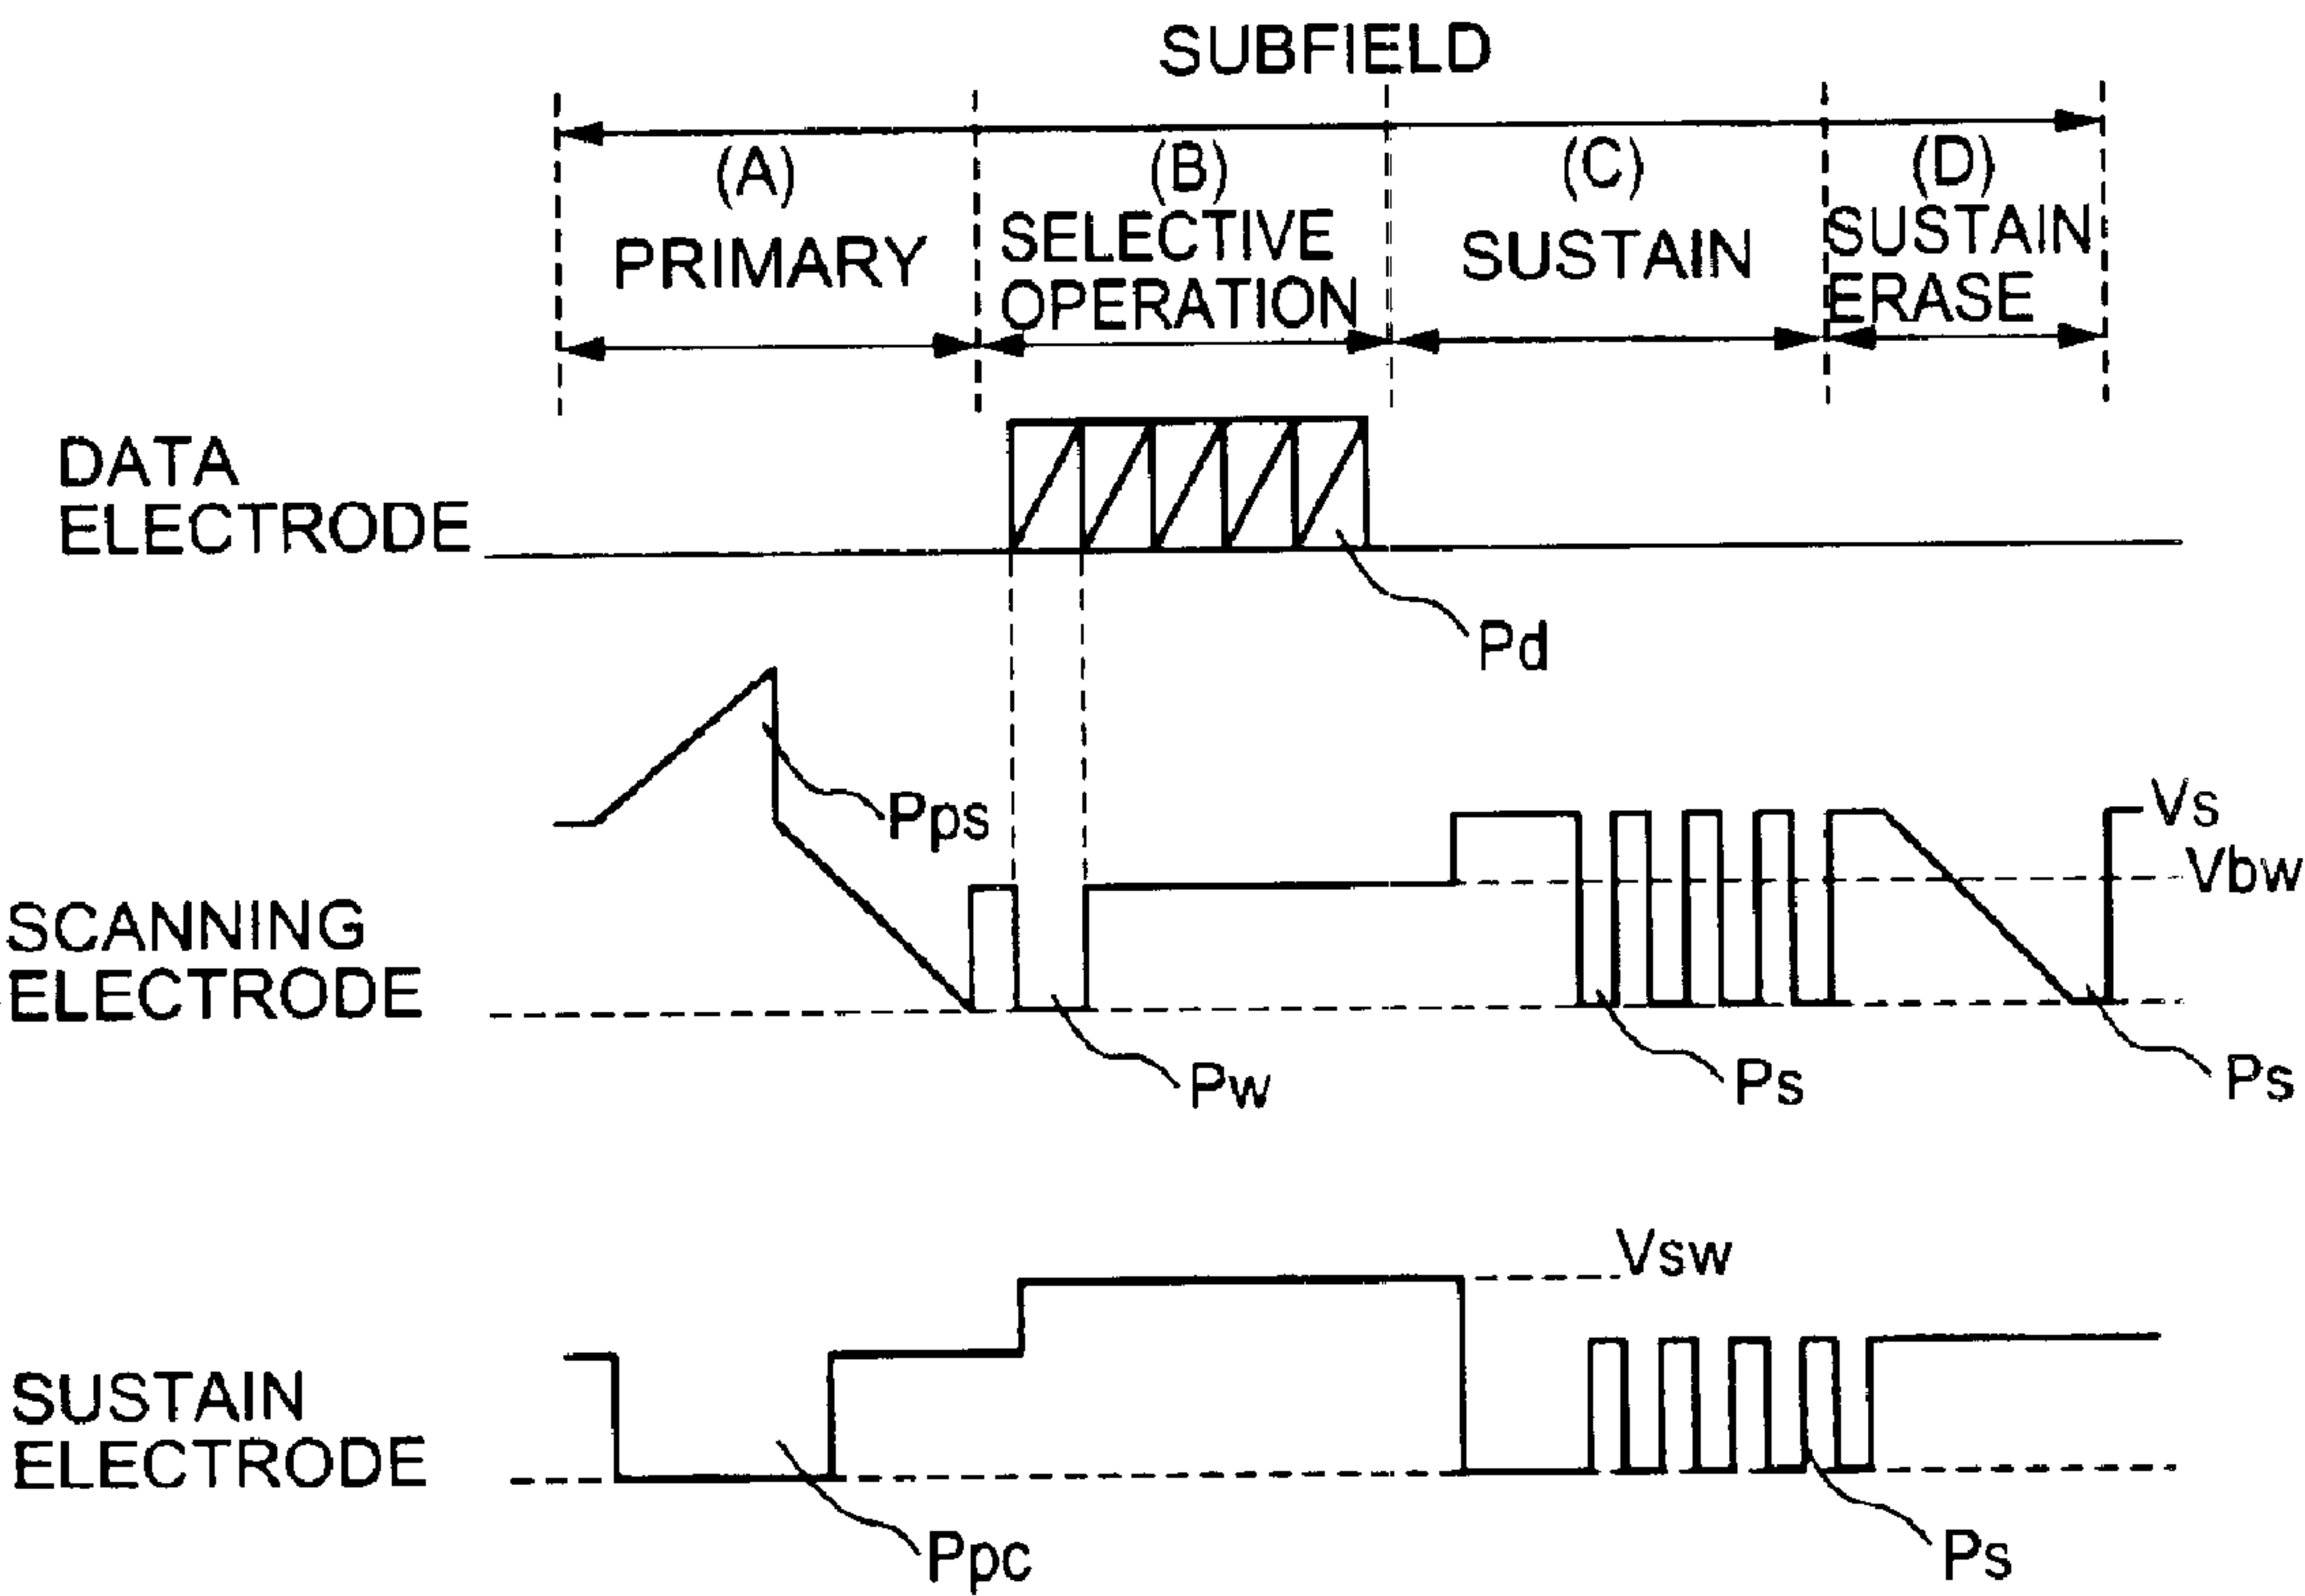 SUBFIELD
(A)
PRIMARY
(B)
SELECTIVE
OPERATION
(C)
SUSTAIN
(D)
SUSTAIN
ERASE
DATA
ELECTRODE
Pd
Pps
Vs
Vbw
SCANNING
ELECTRODE
Pw
Ps
Ps
Vsw
SUSTAIN
ELECTRODE
Ppc
Ps